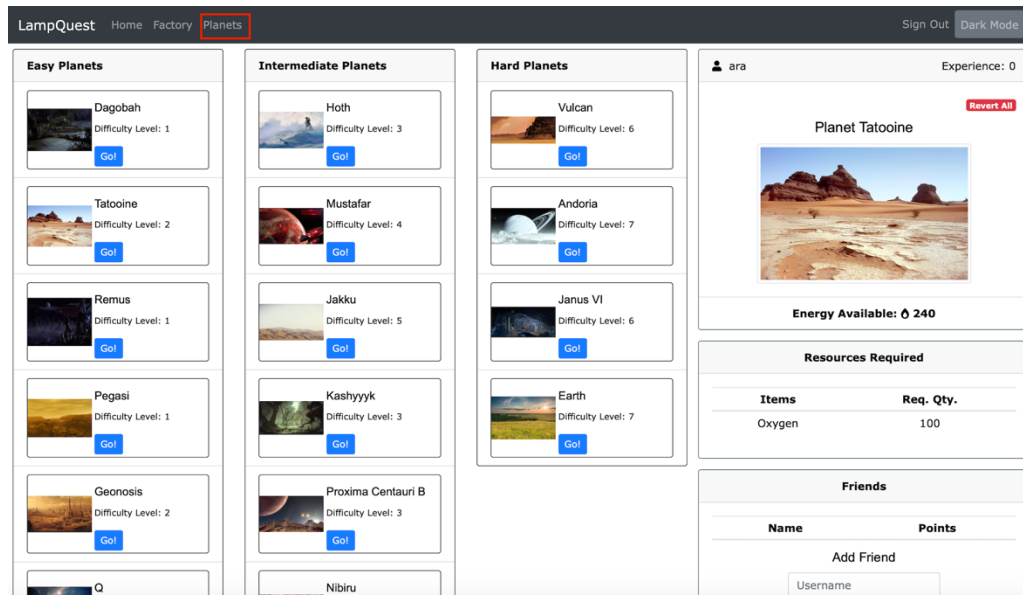 LampQuest Home Factory Planets Sign Out Dark Mode
Easy Planets
Dagobah
Difficulty Level: 1
Go!
Tatooine
Difficulty Level: 2
Go!
Remus
Difficulty Level: 1
Go!
Pegasi
Difficulty Level: 1
Go!
Geonosis
Difficulty Level: 2
Go!
Q
Intermediate Planets
Hoth
Difficulty Level: 3
Go!
Mustafar
Difficulty Level: 4
Go!
Jakku
Difficulty Level: 5
Go!
Kashyyyk
Difficulty Level: 3
Go!
Proxima Centauri B
Difficulty Level: 3
Go!
Nibiru
Hard Planets
Vulcan
Difficulty Level: 6
Go!
Andoria
Difficulty Level: 7
Go!
Janus VI
Difficulty Level: 6
Go!
Earth
Difficulty Level: 7
Go!
ara Experience: 0
Revert All
Planet Tatooine
Energy Available: 240
Resources Required
Items Req. Qty.
Oxygen 100
Friends
Name Points
Add Friend
Username